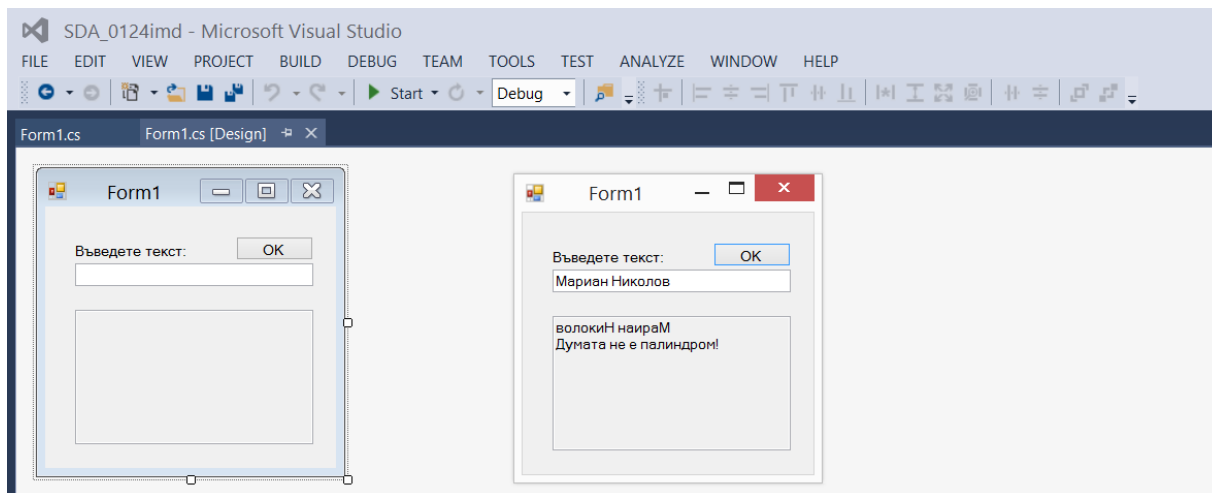 SDA_0124imd - Microsoft Visual Studio
FILE EDIT VIEW PROJECT BUILD DEBUG TEAM TOOLS TEST ANALYZE WINDOW HELP
Start Debug
Form1.cs Form1.cs [Design]
Form1
Въведете текст: OK
Form1
Въведете текст: OK
Мариан Николов
волокиН наираМ
Думата не е палиндром!